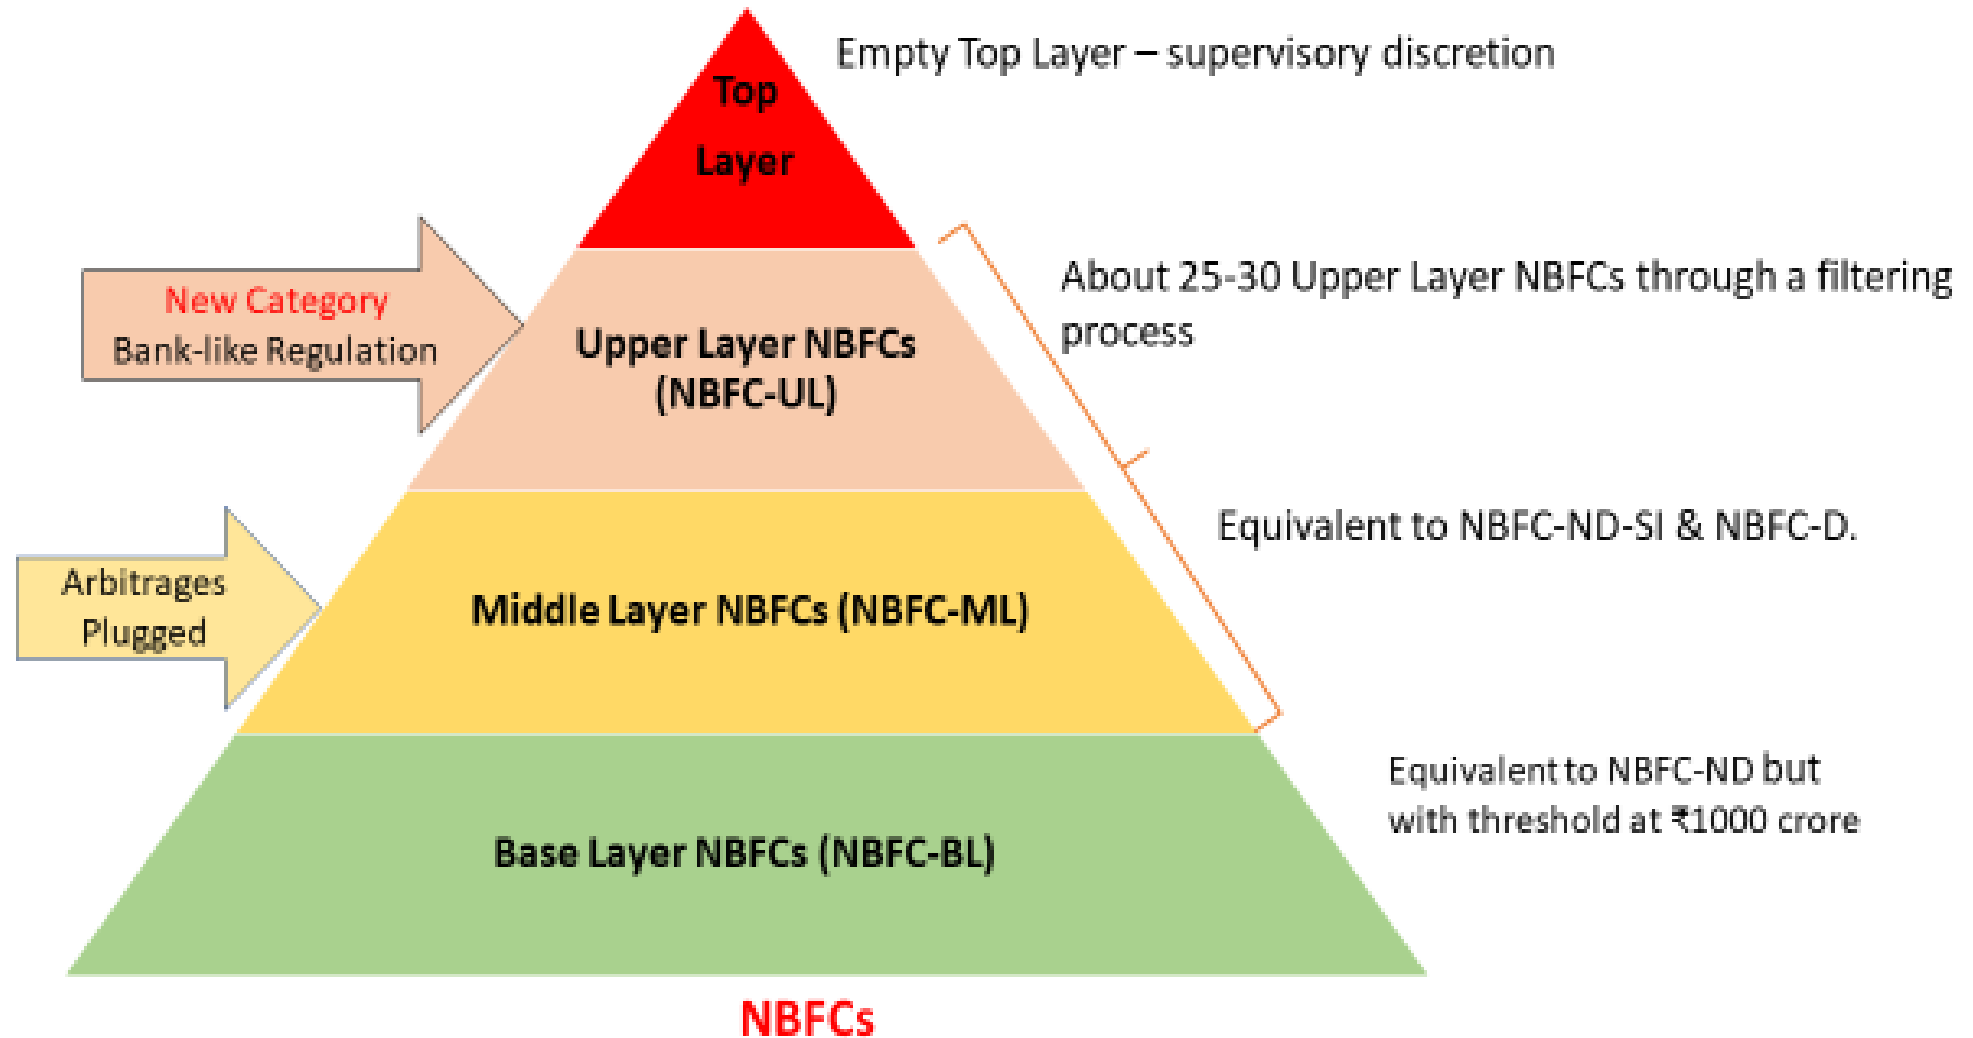 Top
Layer
Empty Top Layer – supervisory discretion
New Category
Bank-like Regulation
Upper Layer NBFCs
(NBFC-UL)
About 25-30 Upper Layer NBFCs through a filtering
process
Equivalent to NBFC-ND-SI & NBFC-D.
Arbitrages
Plugged
Middle Layer NBFCs (NBFC-ML)
Base Layer NBFCs (NBFC-BL)
Equivalent to NBFC-ND but
with threshold at ₹1000 crore
NBFCs